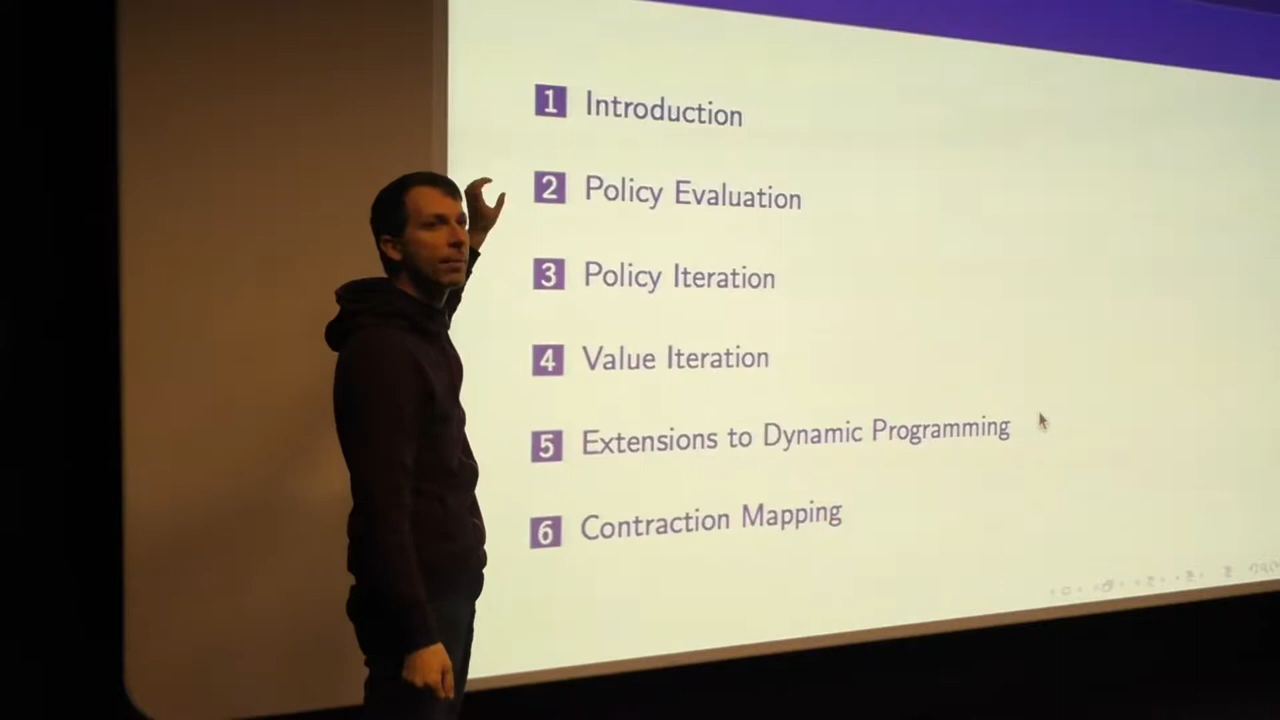 1 Introduction
2 Policy Evaluation
3 Policy Iteration
4 Value Iteration
5 Extensions to Dynamic Programming
6 Contraction Mapping